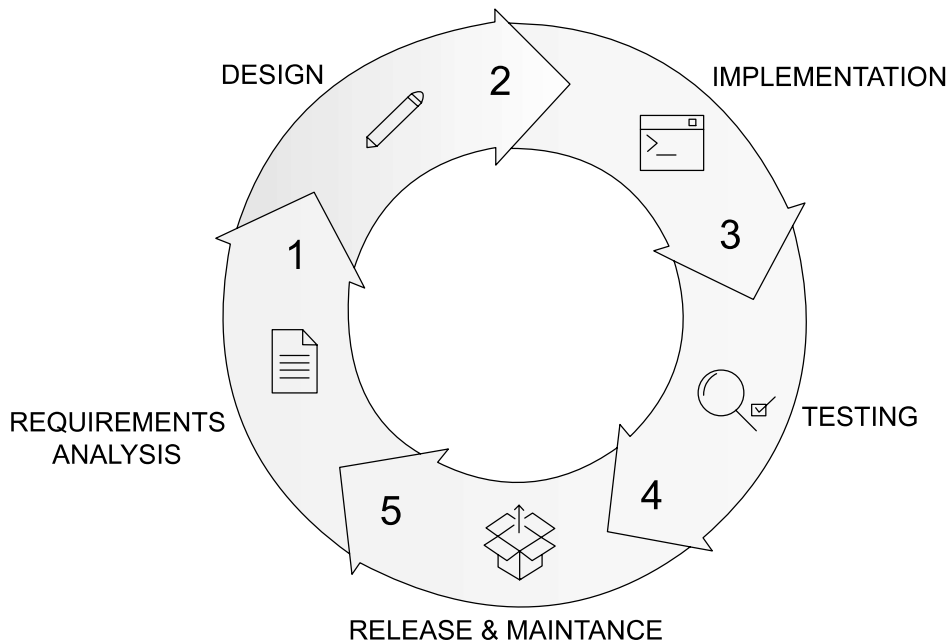 DESIGN
2
IMPLEMENTATION
1
3
REQUIREMENTS
ANALYSIS
TESTING
5
4
RELEASE & MAINTANCE